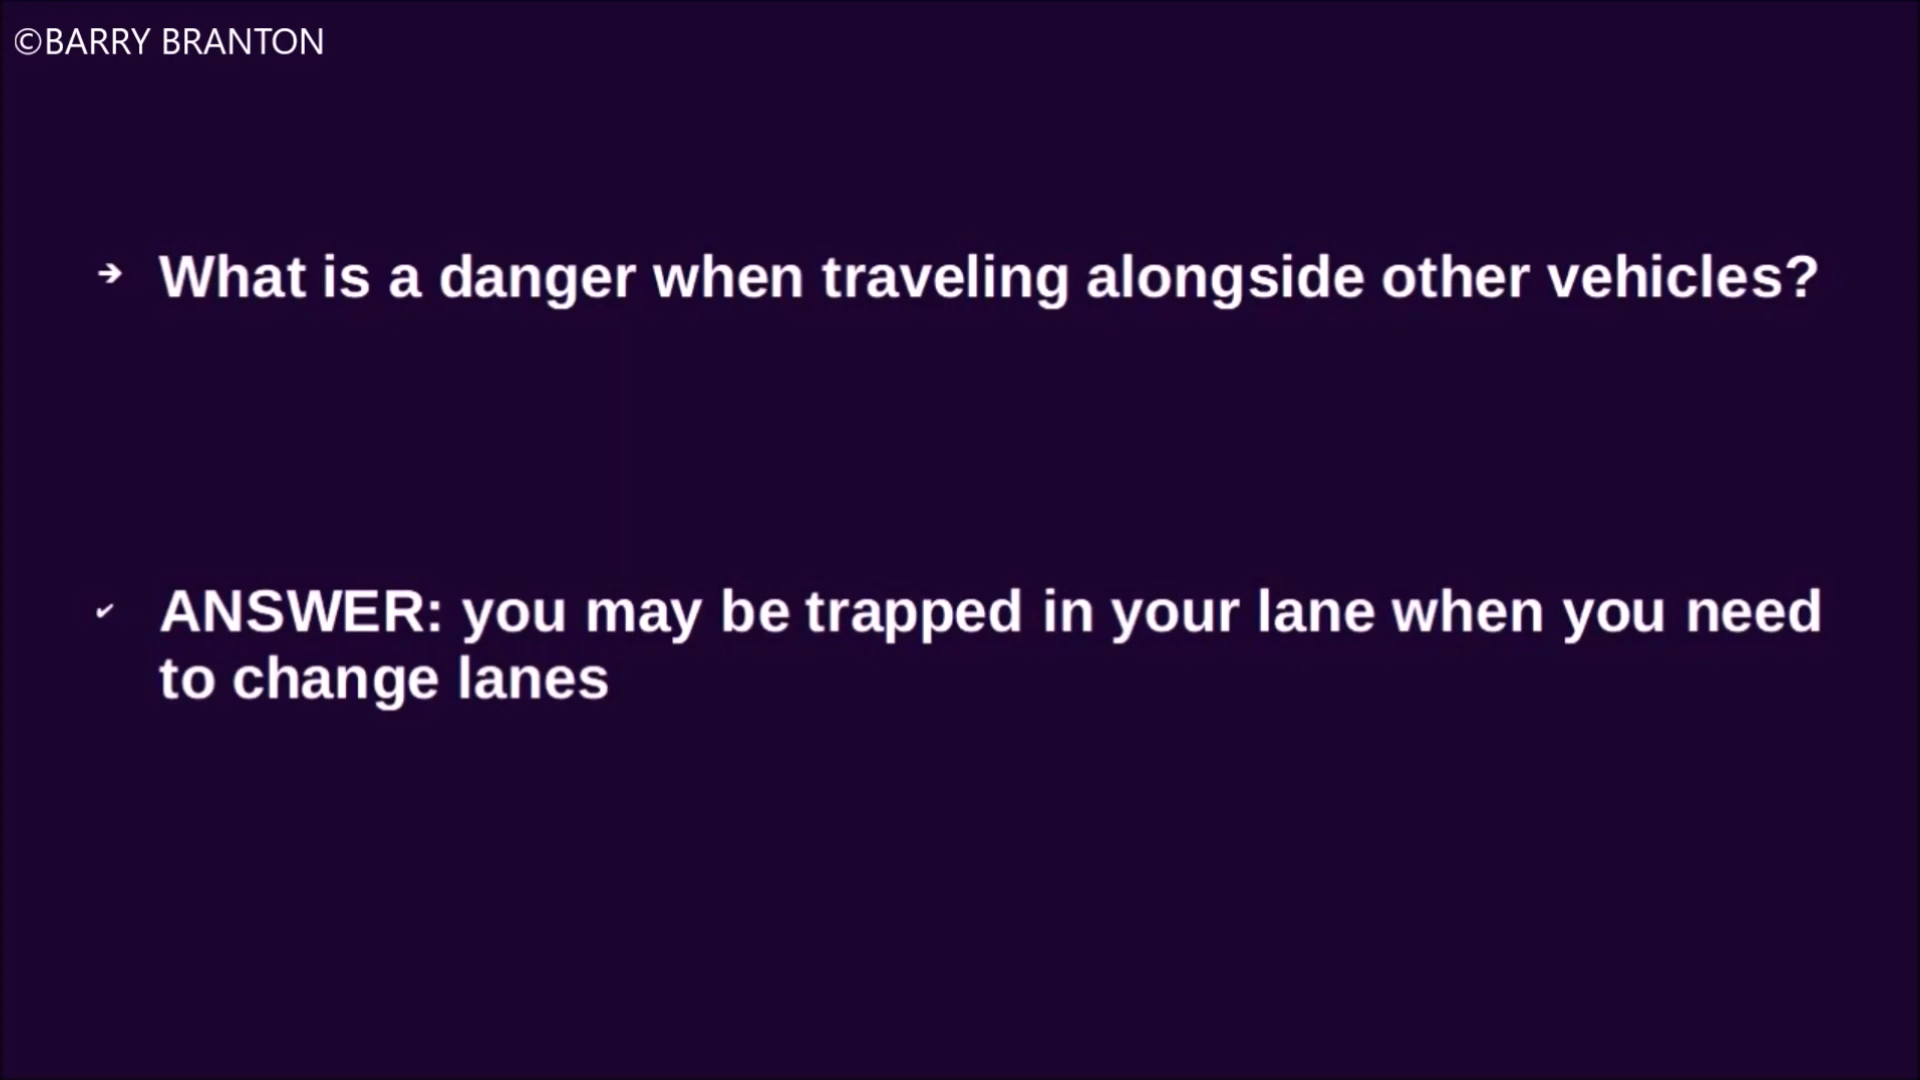 ©BARRY BRANTON
➔ What is a danger when traveling alongside other vehicles?
✔ ANSWER: you may be trapped in your lane when you need
to change lanes